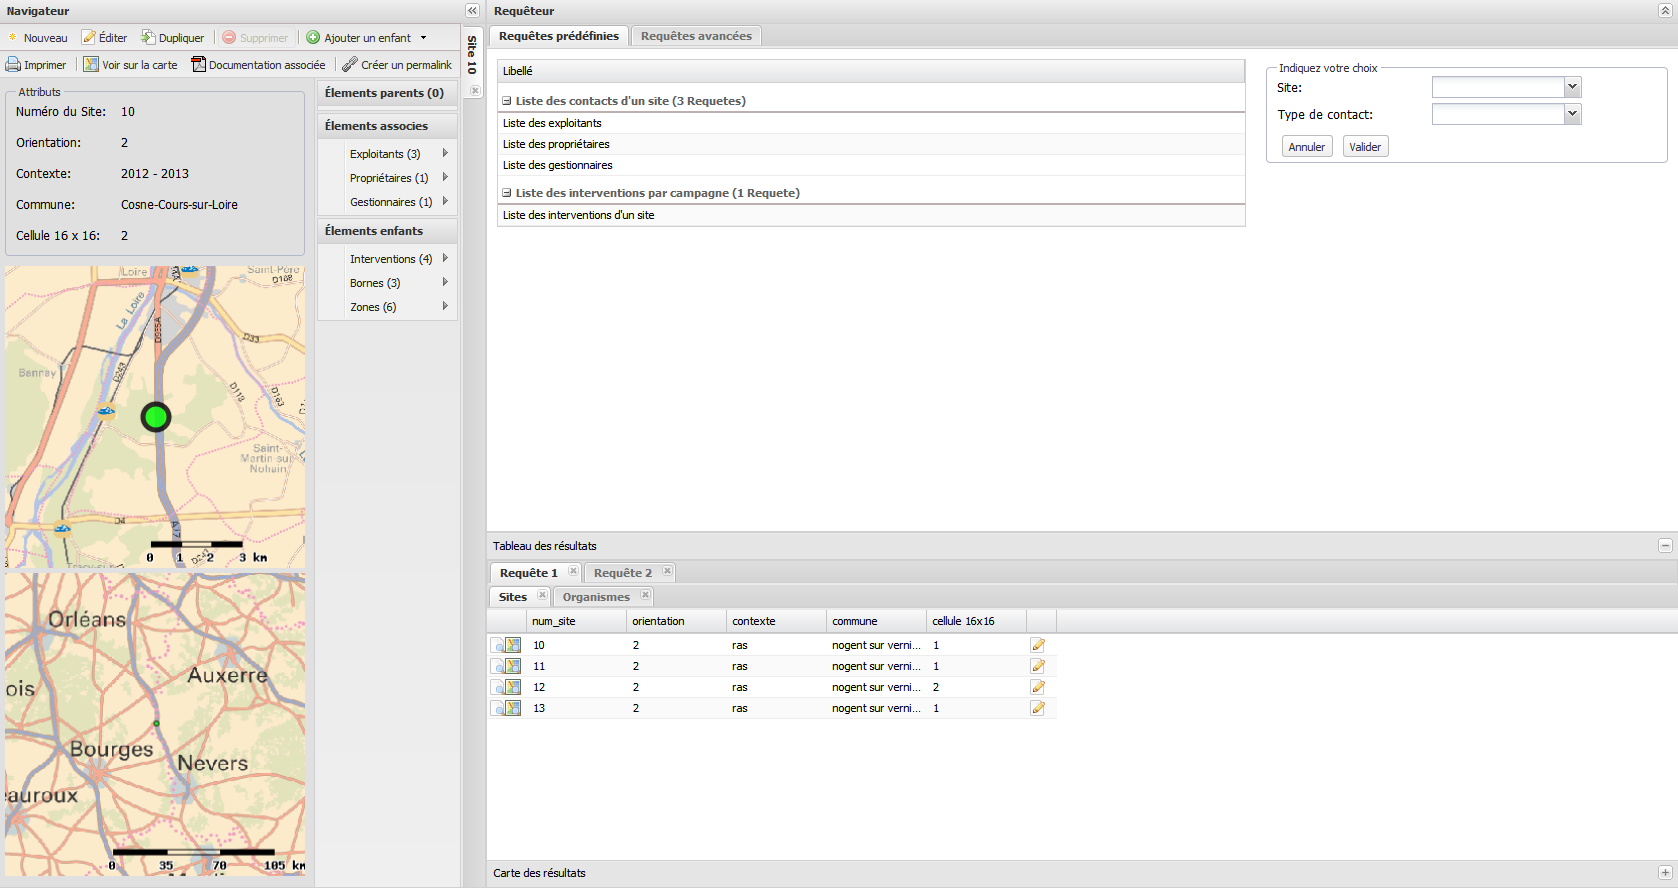 Navigateur
Nouveau Éditer Dupliquer Supprimer Ajouter un enfant
Imprimer Voir sur la carte Documentation associée Créer un permalink
Site 10
Attributs
Numéro du Site: 10
Orientation: 2
Contexte: 2012 - 2013
Commune: Cosne-Cours-sur-Loire
Cellule 16 x 16: 2
Élements parents (0)
Élements associes
Exploitants (3)
Propriétaires (1)
Gestionnaires (1)
Élements enfants
Interventions (4)
Bornes (3)
Zones (6)
Loire
Saint-Père
D168
La Loire
D955A
D33
Bannay
D243
D113
D163
Saint-
Martin-sur
Nohain
D4
A77
D247
0 1 2 3 km
Orléans
Auxerre
ois
Bourges
Nevers
eauroux
0 35 70 105 km
Requêteur
Requêtes prédéfinies Requêtes avancées
Libellé
Liste des contacts d'un site (3 Requetes)
Liste des exploitants
Liste des propriétaires
Liste des gestionnaires
Liste des interventions par campagne (1 Requete)
Liste des interventions d'un site
Indiquez votre choix
Site:
Type de contact:
Annuler Valider
Tableau des résultats
Requête 1 Requête 2
Sites Organismes
num_site orientation contexte commune cellule 16x16
10 2 ras nogent sur verni... 1
11 2 ras nogent sur verni... 1
12 2 ras nogent sur verni... 2
13 2 ras nogent sur verni... 1
Carte des résultats